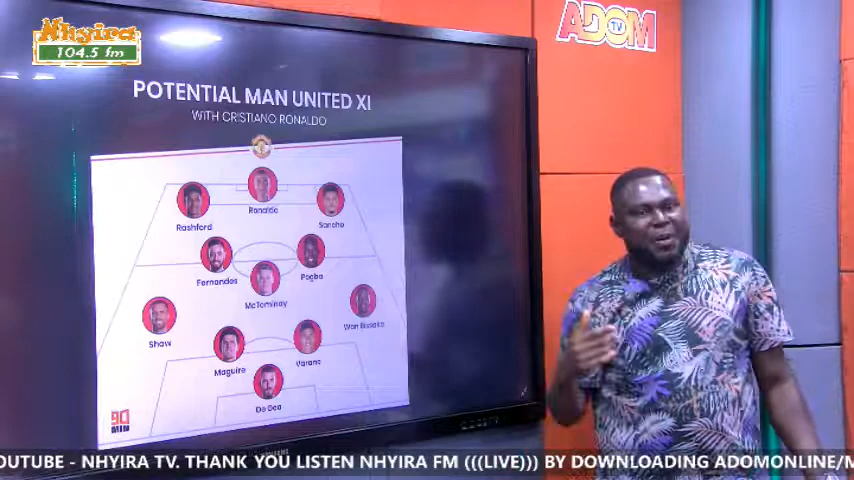 Nhyira
104.5 fm
ADOM
TV
POTENTIAL MAN UNITED XI
WITH CRISTIANO RONALDO
Rashford
Ronaldo
Sancho
Fernandes
Pogba
McTominay
Shaw
Wan Bissaka
Maguire
Varane
De Gea
90
MIN
OUTUBE - NHYIRA TV. THANK YOU LISTEN NHYIRA FM (((LIVE))) BY DOWNLOADING ADOMONLINE/M